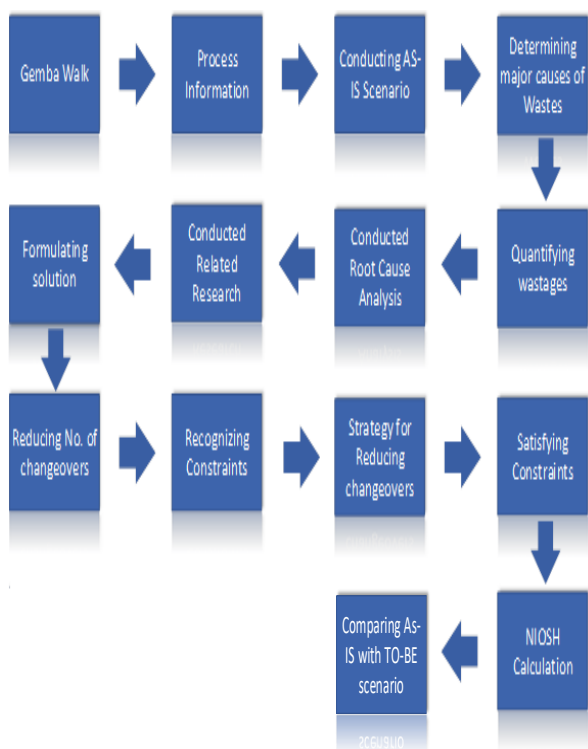 Gemba Walk
Process
Information
Conducting AS-
IS Scenario
Determining
major causes of
Wastes
Quantifying
wastages
Conducted
Root Cause
Analysis
Conducted
Related
Research
Formulating
solution
Reducing No. of
changeovers
Recognizing
Constraints
Strategy for
Reducing
changeovers
Satisfying
Constraints
NIOSH
Calculation
Comparing As-
IS with TO-BE
scenario